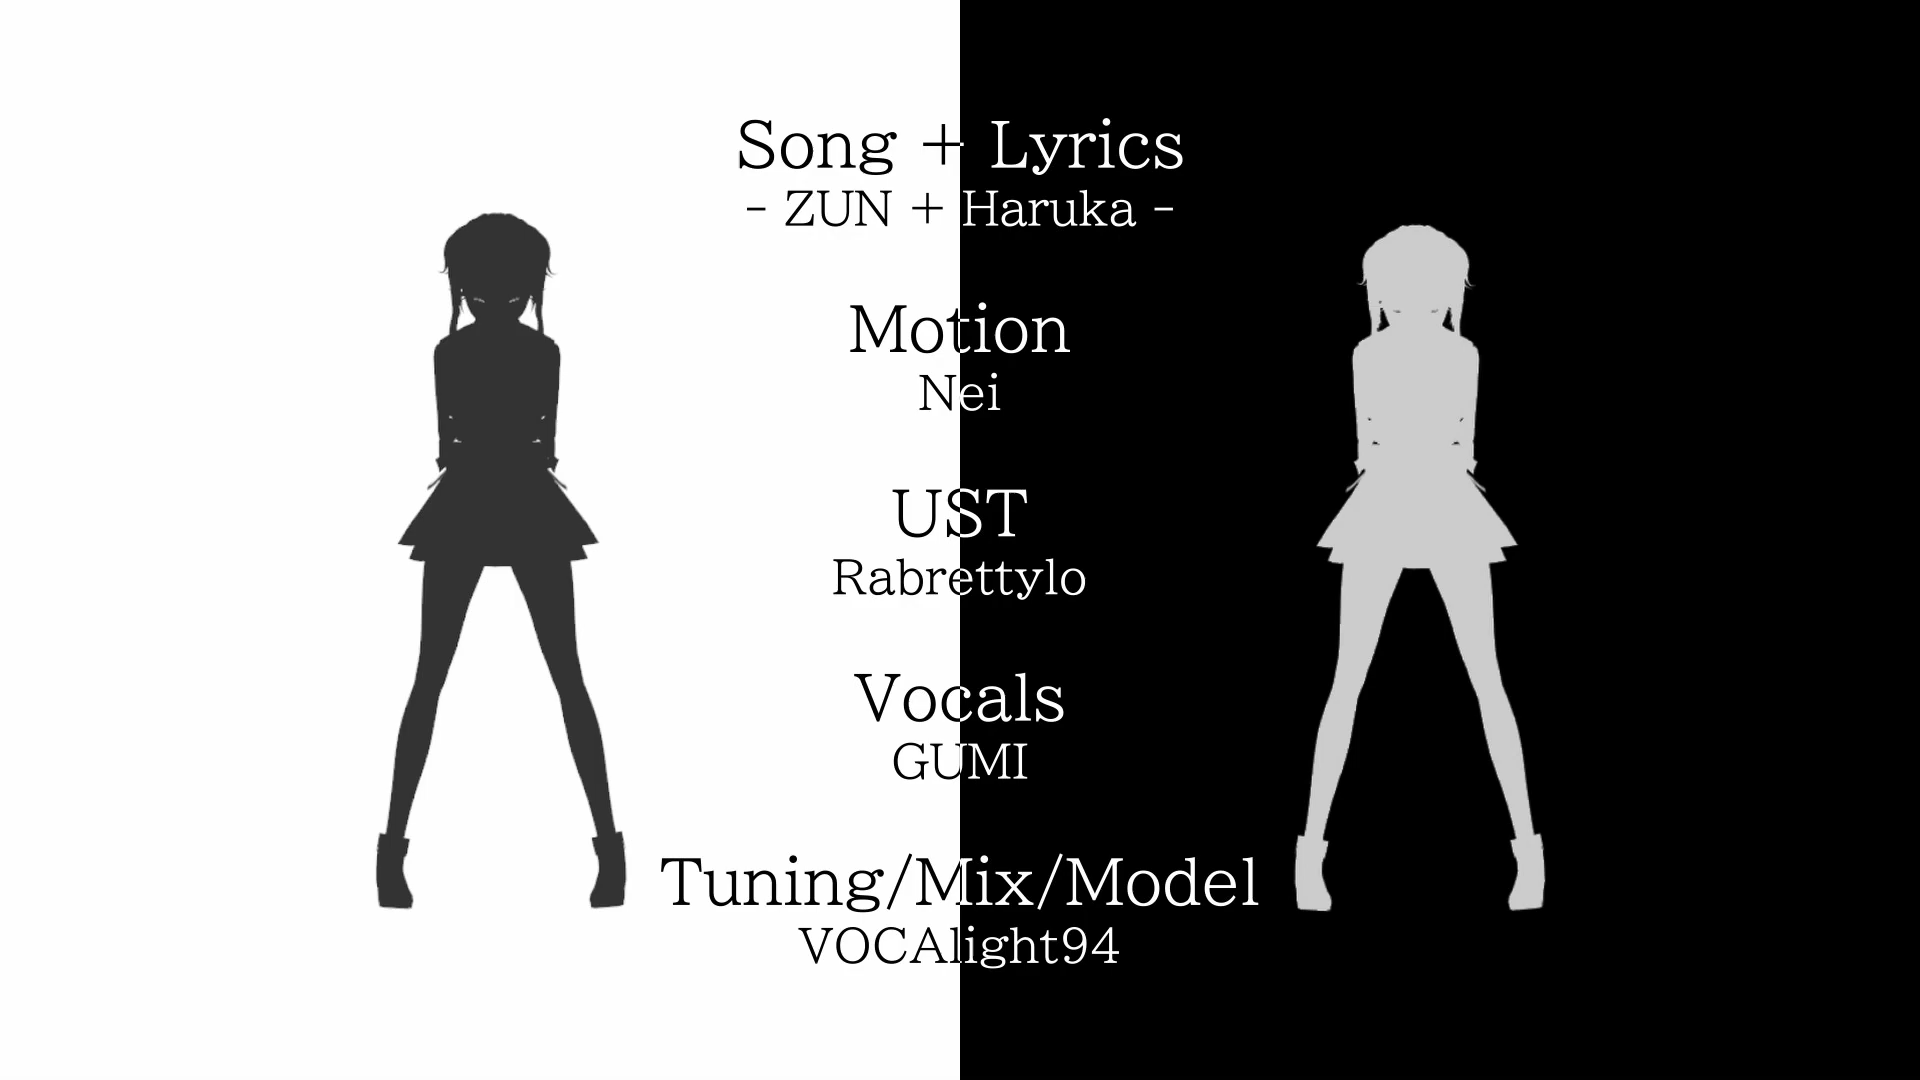 Song + Lyrics
- ZUN + Haruka -
Motion
Nei
UST
Rabrettylo
Vocals
GUMI
Tuning/Mix/Model
VOCAlight94